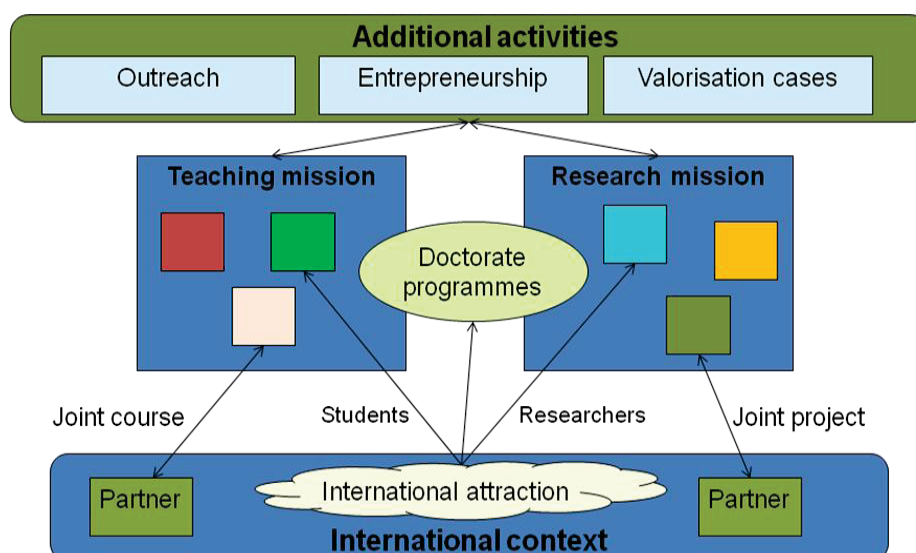 Additional activities
Outreach
Entrepreneurship
Valorisation cases
Teaching mission
Research mission
Doctorate
programmes
Joint course
Students
Researchers
Joint project
Partner
International attraction
Partner
International context